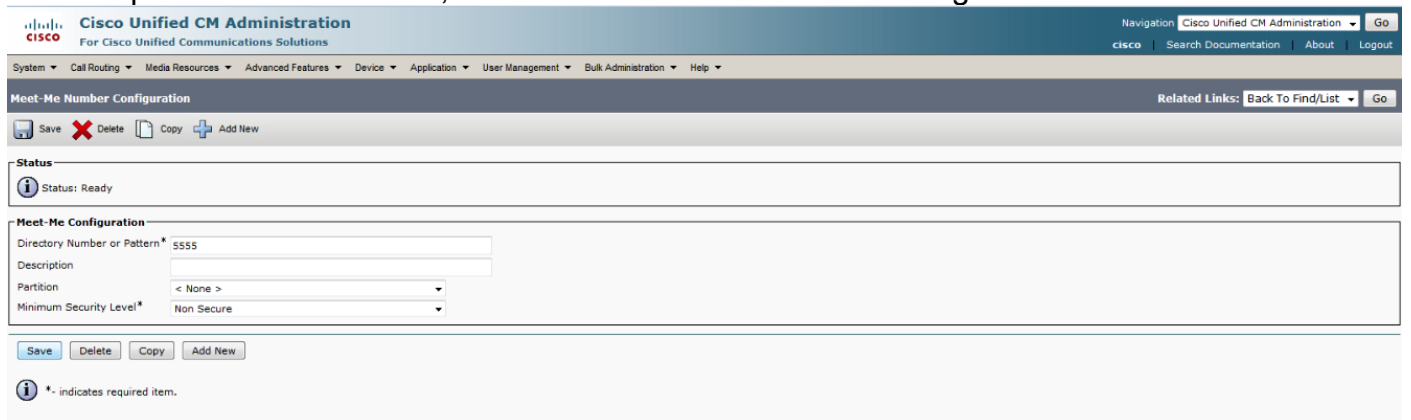 Cisco Unified CM Administration
For Cisco Unified Communications Solutions
Navigation Cisco Unified CM Administration Go
cisco Search Documentation About Logout
System Call Routing Media Resources Advanced Features Device Application User Management Bulk Administration Help
Meet-Me Number Configuration
Related Links: Back To Find/List Go
Save Delete Copy Add New
Status
Status: Ready
Meet-Me Configuration
Directory Number or Pattern* 5555
Description
Partition < None >
Minimum Security Level* Non Secure
Save Delete Copy Add New
*- indicates required item.